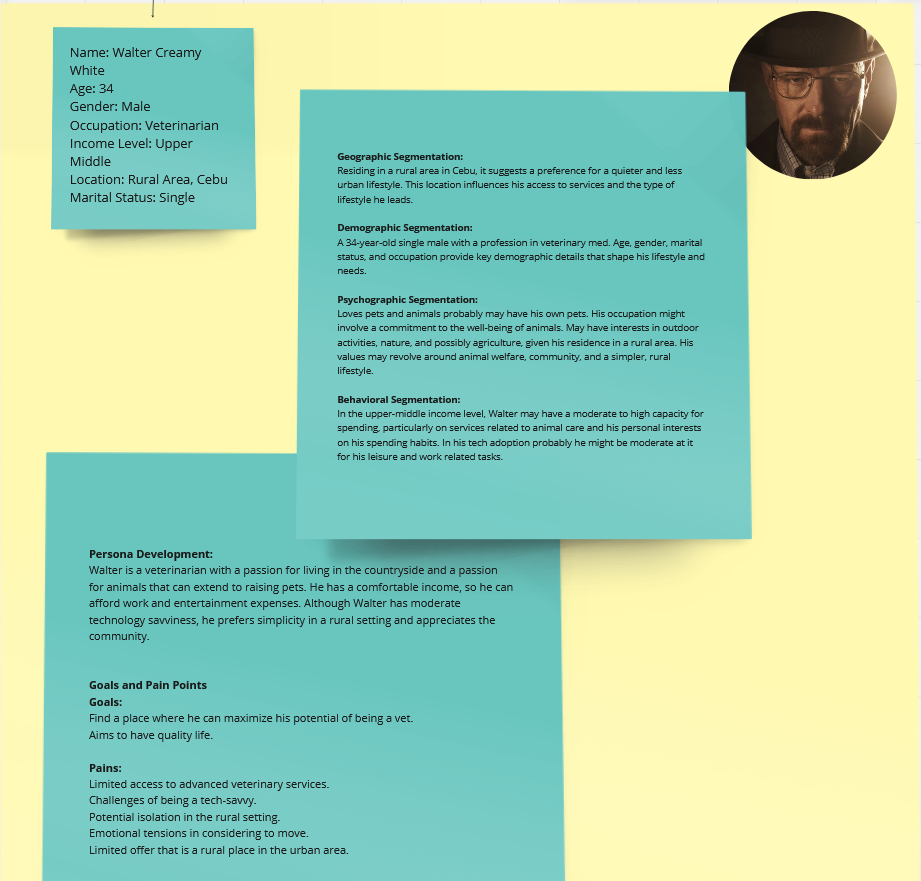 Name: Walter Creamy
White
Age: 34
Gender: Male
Occupation: Veterinarian
Income Level: Upper
Middle
Location: Rural Area, Cebu
Marital Status: Single
Geographic Segmentation:
Residing in a rural area in Cebu, it suggests a preference for a quieter and less
urban lifestyle. This location influences his access to services and the type of
lifestyle he leads.
Demographic Segmentation:
A 34-year-old single male with a profession in veterinary med. Age, gender, marital
status, and occupation provide key demographic details that shape his lifestyle and
needs.
Psychographic Segmentation:
Loves pets and animals probably may have his own pets. His occupation might
involve a commitment to the well-being of animals. May have interests in outdoor
activities, nature, and possibly agriculture, given his residence in a rural area. His
values may revolve around animal welfare, community, and a simpler, rural
lifestyle.
Behavioral Segmentation:
In the upper-middle income level, Walter may have a moderate to high capacity for
spending, particularly on services related to animal care and his personal interests
on his spending habits. In his tech adoption probably he might be moderate at it
for his leisure and work related tasks.
Persona Development:
Walter is a veterinarian with a passion for living in the countryside and a passion
for animals that can extend to raising pets. He has a comfortable income, so he can
afford work and entertainment expenses. Although Walter has moderate
technology savviness, he prefers simplicity in a rural setting and appreciates the
community.
Goals and Pain Points
Goals:
Find a place where he can maximize his potential of being a vet.
Aims to have quality life.
Pains:
Limited access to advanced veterinary services.
Challenges of being a tech-savvy.
Potential isolation in the rural setting.
Emotional tensions in considering to move.
Limited offer that is a rural place in the urban area.